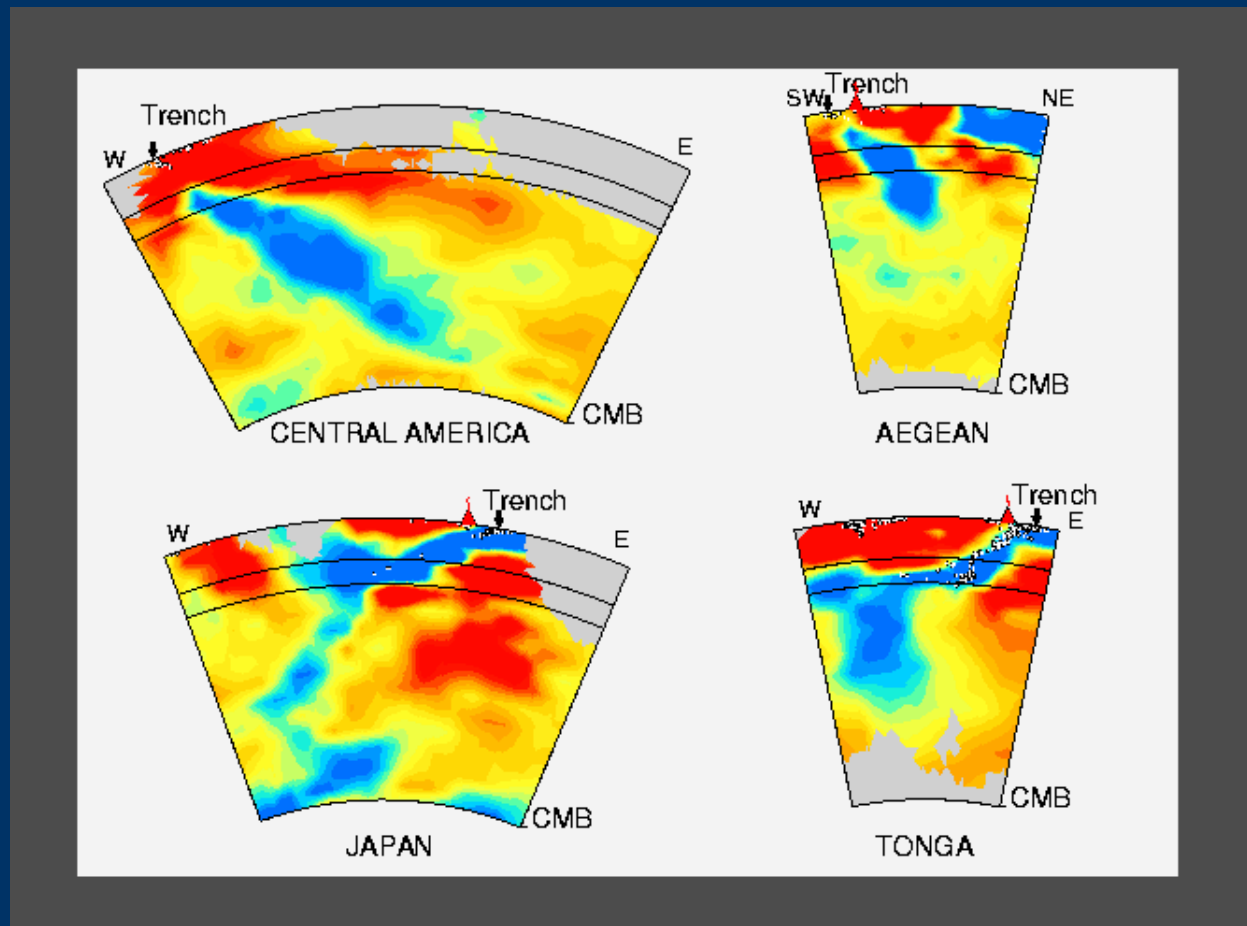 Trench
W
E
CMB
CENTRAL AMERICA
Trench
SW
NE
CMB
AEGEAN
Trench
W
E
CMB
JAPAN
Trench
W
E
CMB
TONGA